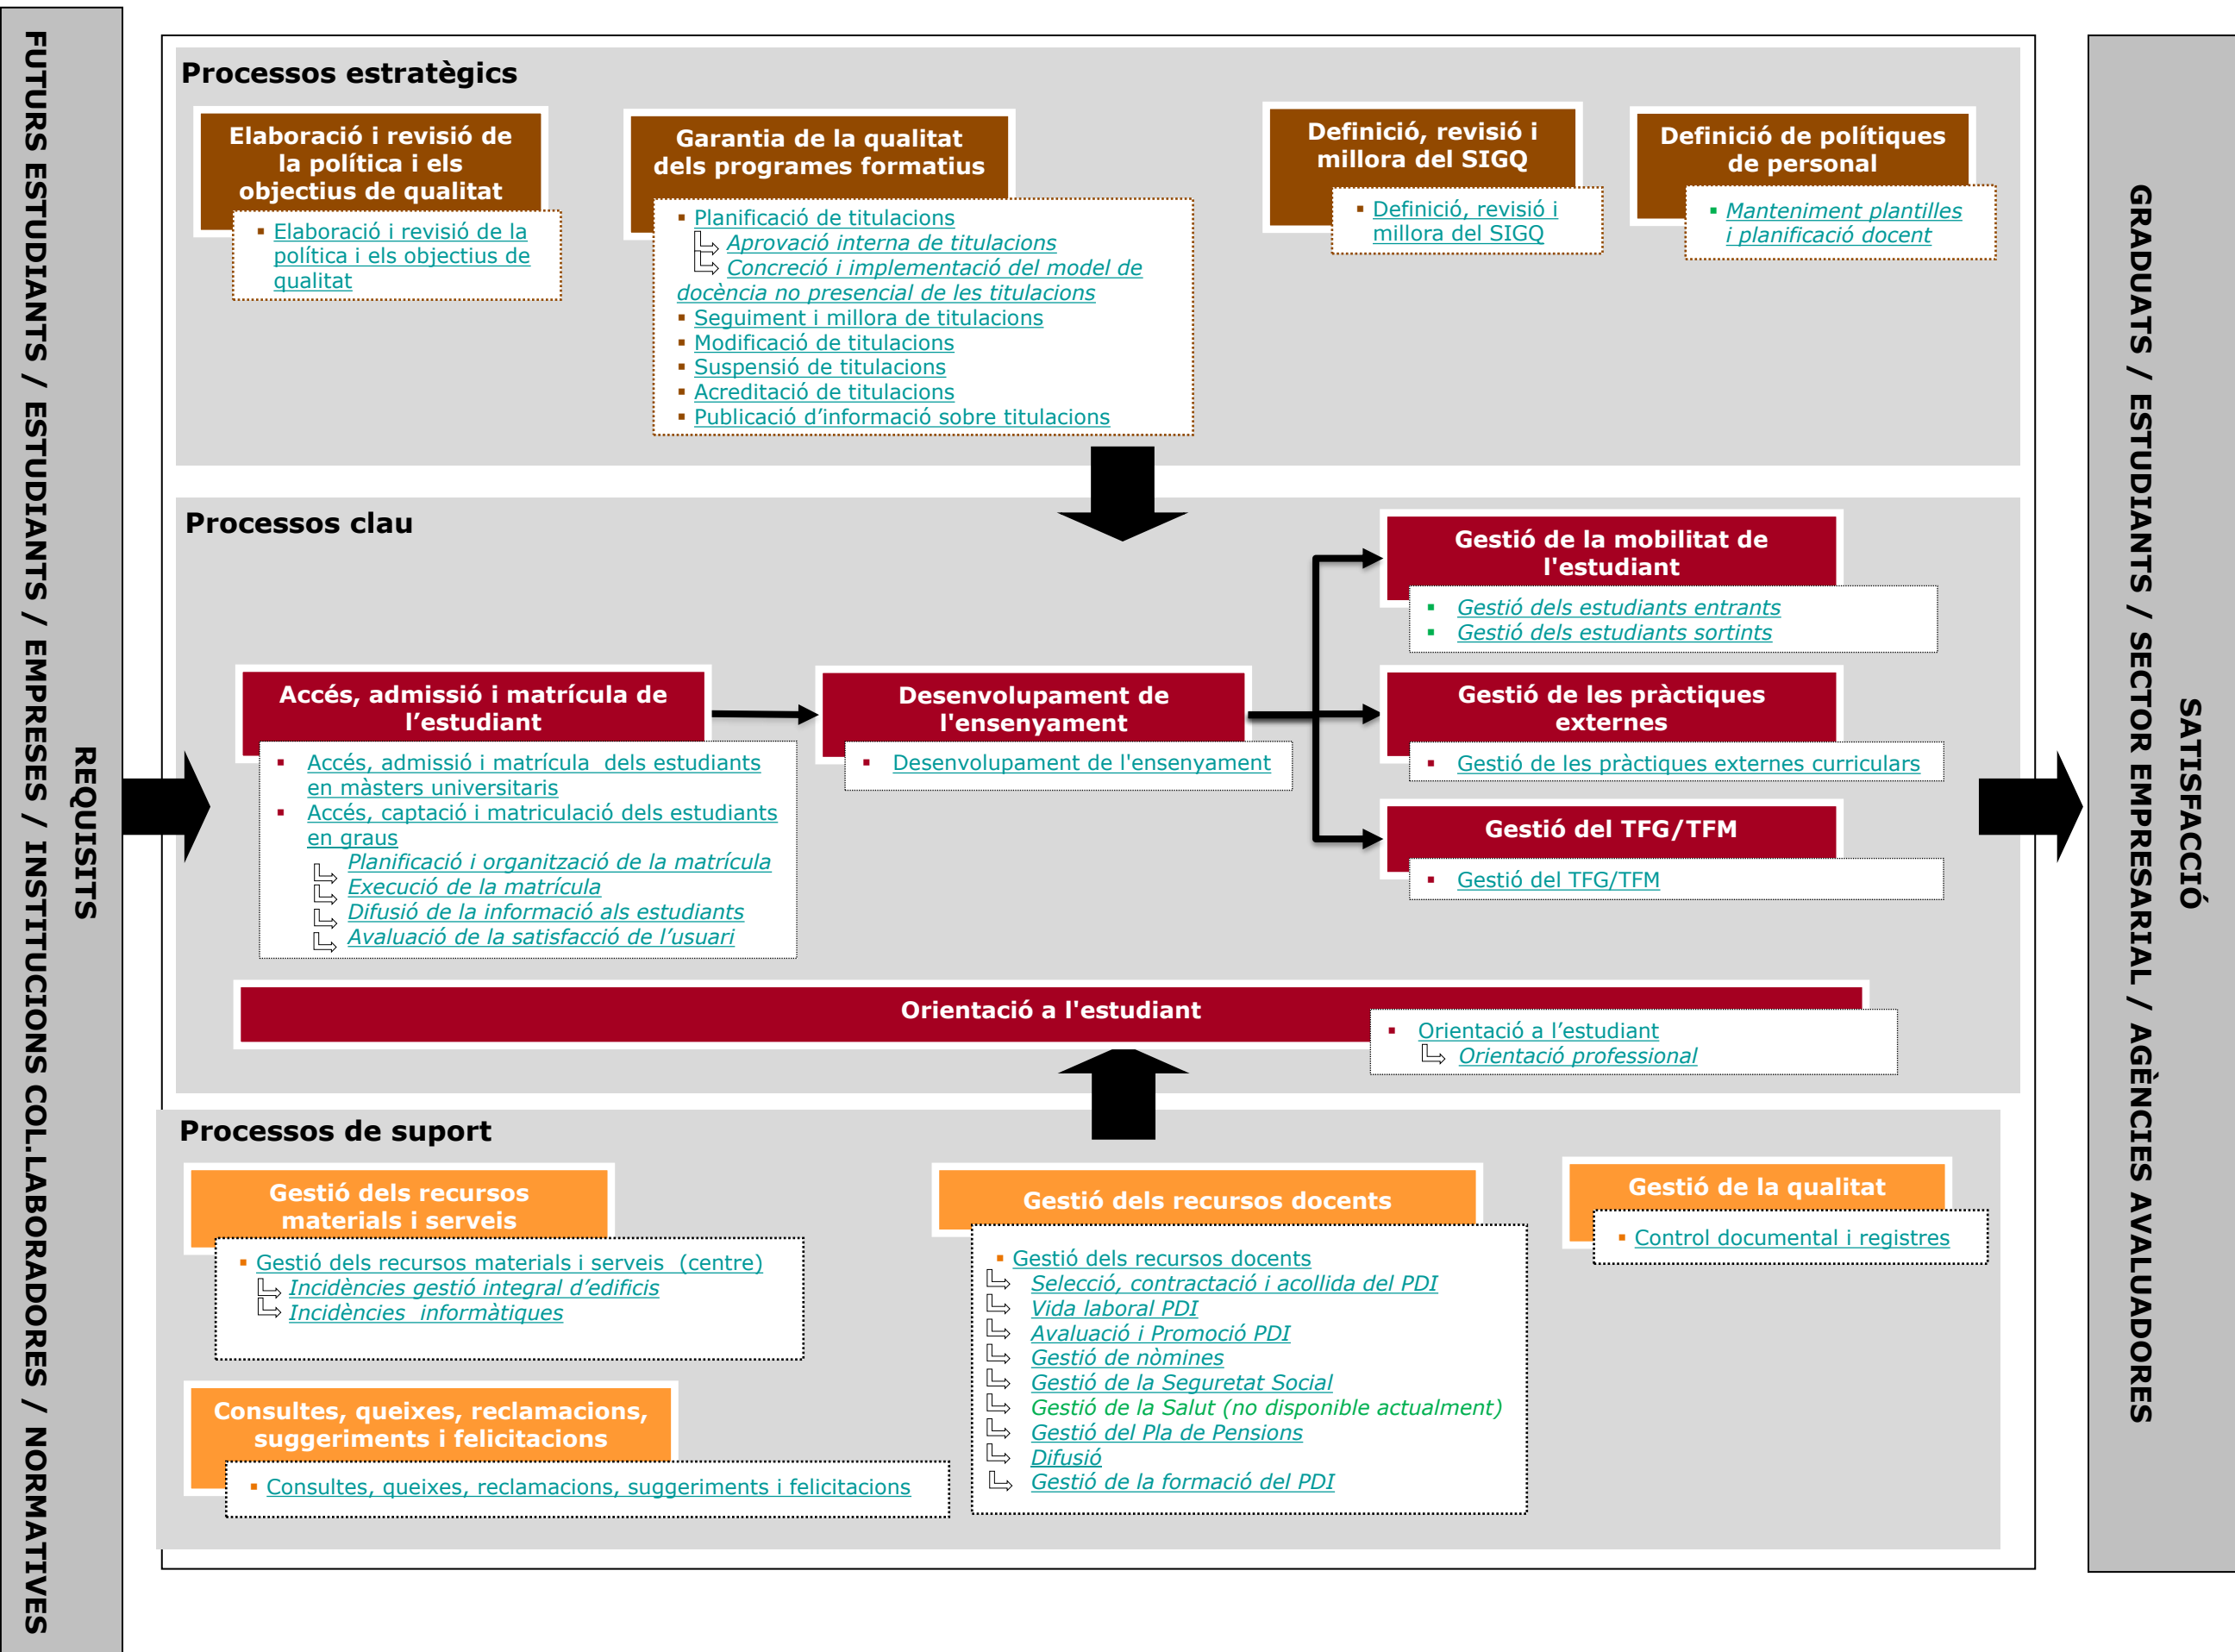 FUTURS ESTUDIANTS / ESTUDIANTS / EMPRESES / INSTITUCIONS COL.LABORADORES / NORMATIVES
REQUISITS
Processos estratègics
Elaboració i revisió de
la política i els
objectius de qualitat
▪ Elaboració i revisió de la
política i els objectius de
qualitat
Garantia de la qualitat
dels programes formatius
▪ Planificació de titulacions
Aprovació interna de titulacions
Concreció i implementació del model de
docència no presencial de les titulacions
▪ Seguiment i millora de titulacions
▪ Modificació de titulacions
▪ Suspensió de titulacions
▪ Acreditació de titulacions
▪ Publicació d’informació sobre titulacions
Definició, revisió i
millora del SIGQ
▪ Definició, revisió i
millora del SIGQ
Definició de polítiques
de personal
▪ Manteniment plantilles
i planificació docent
Processos clau
Accés, admissió i matrícula de
l’estudiant
▪ Accés, admissió i matrícula  dels estudiants
en màsters universitaris
▪ Accés, captació i matriculació dels estudiants
en graus
Planificació i organització de la matrícula
Execució de la matrícula
Difusió de la informació als estudiants
Avaluació de la satisfacció de l’usuari
Desenvolupament de
l'ensenyament
▪ Desenvolupament de l'ensenyament
Gestió de la mobilitat de
l'estudiant
▪ Gestió dels estudiants entrants
▪ Gestió dels estudiants sortints
Gestió de les pràctiques
externes
▪ Gestió de les pràctiques externes curriculars
Gestió del TFG/TFM
▪ Gestió del TFG/TFM
Orientació a l'estudiant
▪ Orientació a l’estudiant
Orientació professional
Processos de suport
Gestió dels recursos
materials i serveis
▪ Gestió dels recursos materials i serveis  (centre)
Incidències gestió integral d’edificis
Incidències  informàtiques
Consultes, queixes, reclamacions,
suggeriments i felicitacions
▪ Consultes, queixes, reclamacions, suggeriments i felicitacions
Gestió dels recursos docents
▪ Gestió dels recursos docents
Selecció, contractació i acollida del PDI
Vida laboral PDI
Avaluació i Promoció PDI
Gestió de nòmines
Gestió de la Seguretat Social
Gestió de la Salut (no disponible actualment)
Gestió del Pla de Pensions
Difusió
Gestió de la formació del PDI
Gestió de la qualitat
▪ Control documental i registres
SATISFACCIÓ
GRADUATS / ESTUDIANTS / SECTOR EMPRESARIAL / AGÈNCIES AVALUADORES